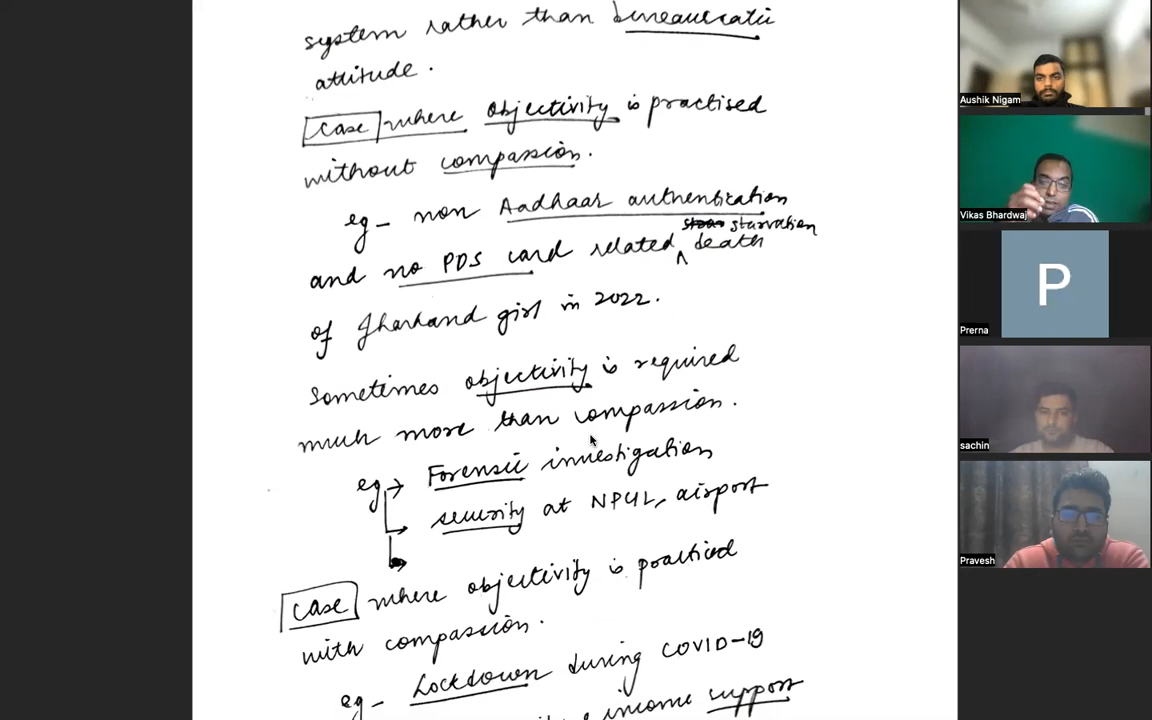 system rather than bureaucratic
attitude.
case where objectivity is practised
without compassion.
eg - non Aadhaar authentication
and no PDS card related starvation death
of Jharkhand girl in 2022.
Sometimes objectivity is required
much more than compassion.
eg → Forensic investigation
→ security at NPCIL, airport
case where objectivity is practiced
with compassion.
eg - Lockdown during COVID-19
income support
Aushik Nigam
Vikas Bhardwaj
P
Prerna
sachin
Pravesh